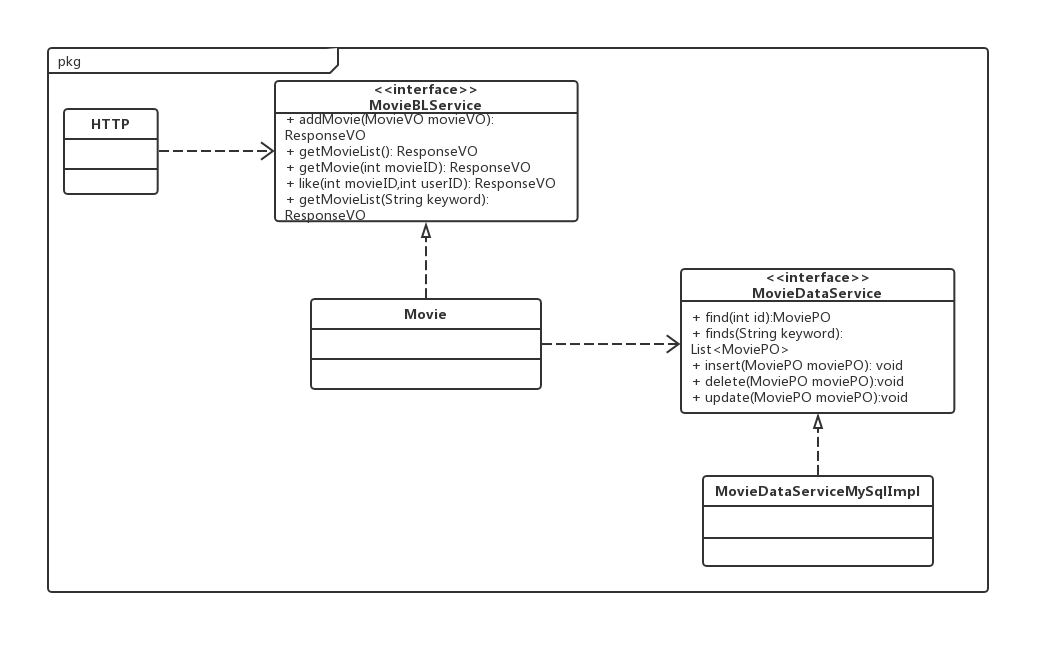 pkg
HTTP
<<interface>>
MovieBLService
+ addMovie(MovieVO movieVO):
ResponseVO
+ getMovieList(): ResponseVO
+ getMovie(int movieID): ResponseVO
+ like(int movieID,int userID): ResponseVO
+ getMovieList(String keyword):
ResponseVO
Movie
<<interface>>
MovieDataService
+ find(int id):MoviePO
+ finds(String keyword):
List<MoviePO>
+ insert(MoviePO moviePO): void
+ delete(MoviePO moviePO):void
+ update(MoviePO moviePO):void
MovieDataServiceMySqlImpl